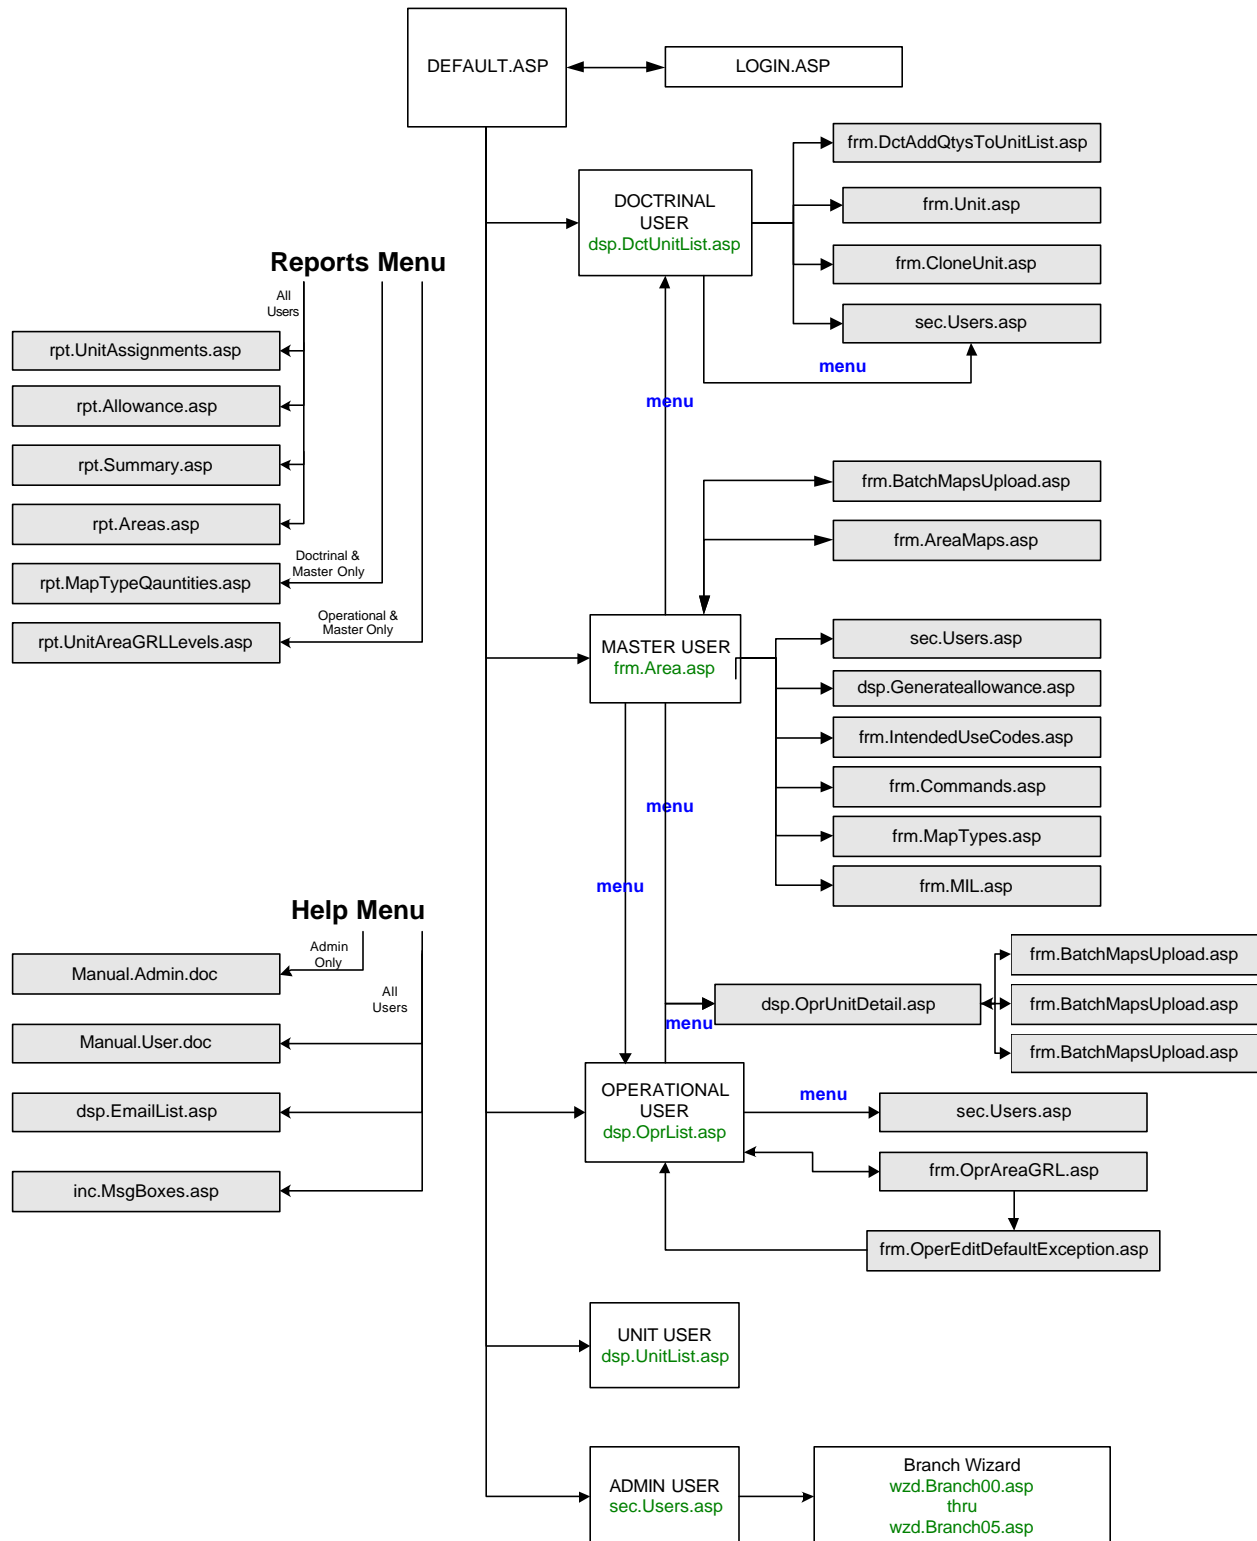 DEFAULT.ASP
LOGIN.ASP
frm.DctAddQtysToUnitList.asp
DOCTRINAL
USER
dsp.DctUnitList.asp
frm.Unit.asp
frm.CloneUnit.asp
sec.Users.asp
menu
menu
Reports Menu
All
Users
rpt.UnitAssignments.asp
rpt.Allowance.asp
rpt.Summary.asp
rpt.Areas.asp
Doctrinal &
Master Only
rpt.MapTypeQauntities.asp
Operational &
Master Only
rpt.UnitAreaGRLLevels.asp
frm.BatchMapsUpload.asp
frm.AreaMaps.asp
MASTER USER
frm.Area.asp
sec.Users.asp
dsp.Generateallowance.asp
frm.IntendedUseCodes.asp
frm.Commands.asp
frm.MapTypes.asp
frm.MIL.asp
menu
menu
Help Menu
Admin
Only
Manual.Admin.doc
All
Users
Manual.User.doc
dsp.EmailList.asp
inc.MsgBoxes.asp
dsp.OprUnitDetail.asp
menu
frm.BatchMapsUpload.asp
frm.BatchMapsUpload.asp
frm.BatchMapsUpload.asp
OPERATIONAL
USER
dsp.OprList.asp
menu
sec.Users.asp
frm.OprAreaGRL.asp
frm.OperEditDefaultException.asp
UNIT USER
dsp.UnitList.asp
ADMIN USER
sec.Users.asp
Branch Wizard
wzd.Branch00.asp
thru
wzd.Branch05.asp